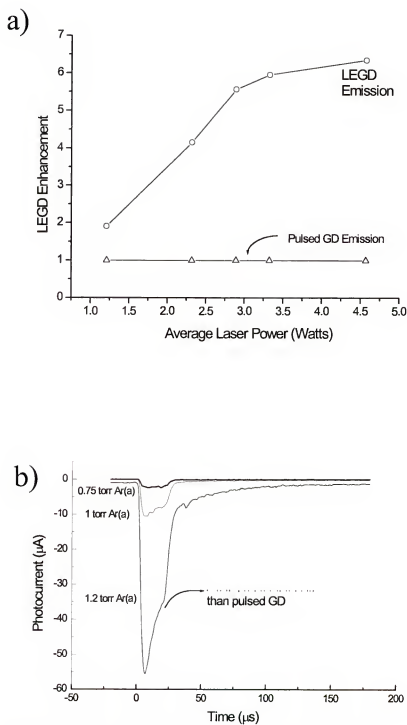 a)
7
6
5
4
3
2
1
0
LEGD Enhancement
LEGD
Emission
Pulsed GD Emission
1.0 1.5 2.0 2.5 3.0 3.5 4.0 4.5 5.0
Average Laser Power (Watts)
b)
0
-10
-20
-30
-40
-50
-60
Photocurrent (μA)
0.75 torr Ar(a)
1 torr Ar(a)
1.2 torr Ar(a)
than pulsed GD
-50 0 50 100 150 200
Time (μs)